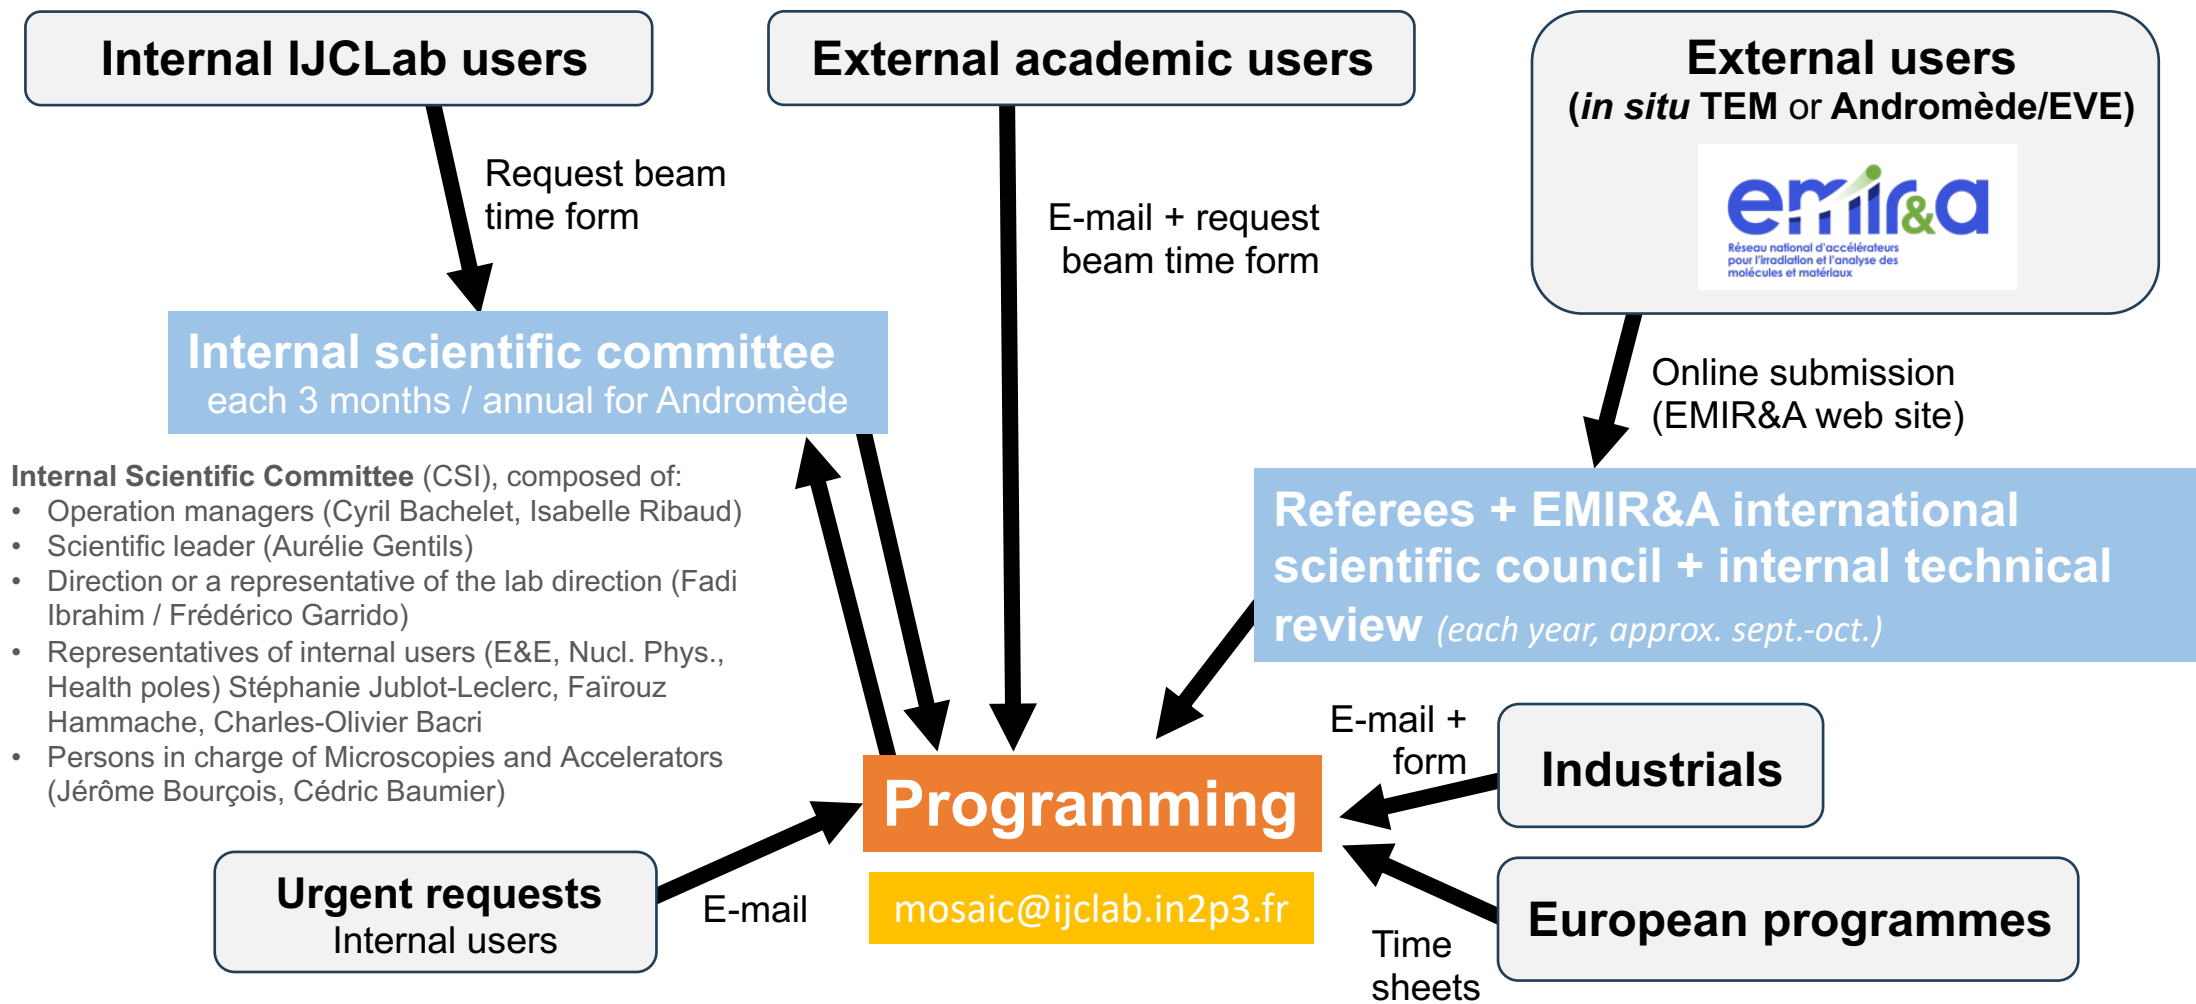 Internal IJCLab users
External academic users
External users
(in situ TEM or Andromède/EVE)
emir&a
Réseau national d'accélérateurs
pour l'irradiation et l'analyse des
molécules et matériaux
Request beam
time form
E-mail + request
beam time form
Online submission
(EMIR&A web site)
Internal scientific committee
each 3 months / annual for Andromède
Internal Scientific Committee (CSI), composed of:
• Operation managers (Cyril Bachelet, Isabelle Ribaud)
• Scientific leader (Aurélie Gentils)
• Direction or a representative of the lab direction (Fadi
Ibrahim / Frédérico Garrido)
• Representatives of internal users (E&E, Nucl. Phys.,
Health poles) Stéphanie Jublot-Leclerc, Faïrouz
Hammache, Charles-Olivier Bacri
• Persons in charge of Microscopies and Accelerators
(Jérôme Bourçois, Cédric Baumier)
Referees + EMIR&A international
scientific council + internal technical
review (each year, approx. sept.-oct.)
E-mail +
form
Industrials
Programming
mosaic@ijclab.in2p3.fr
Urgent requests
Internal users
E-mail
European programmes
Time
sheets